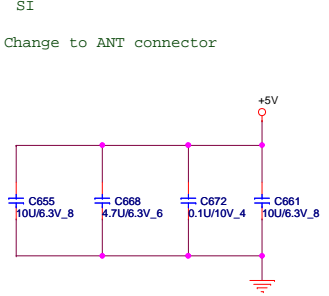 SI
Change to ANT connector
+5V
C655
10U/6.3V_8
C668
4.7U/6.3V_6
C672
0.1U/10V_4
C661
10U/6.3V_8